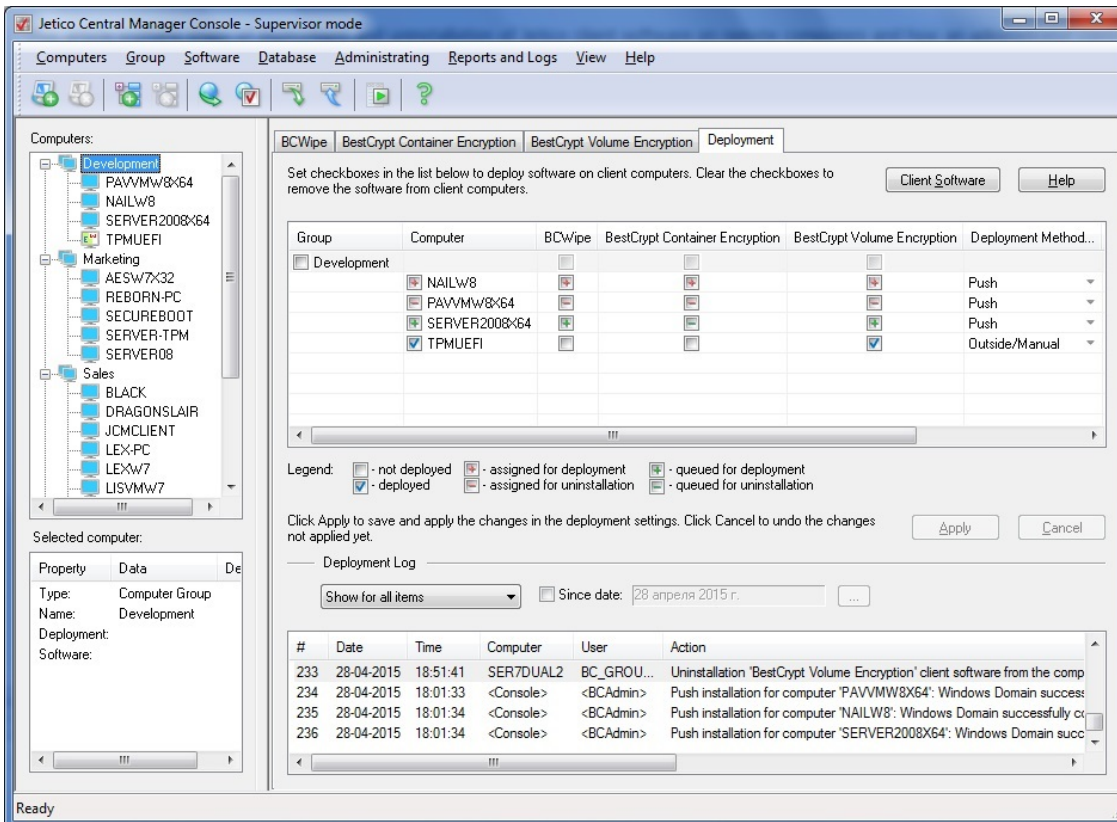 Jetico Central Manager Console - Supervisor mode
Computers Group Software Database Administrating Reports and Logs View Help
Computers:
Development
PAVVMW8X64
NAILW8
SERVER2008X64
TPMUEFI
Marketing
AESW7X32
REBORN-PC
SECUREBOOT
SERVER-TPM
SERVER08
Sales
BLACK
DRAGONSLAIR
JCMCLIENT
LEX-PC
LEXW7
LISVMW7
Selected computer:
Property Data De
Type: Computer Group
Name: Development
Deployment:
Software:
BCWipe BestCrypt Container Encryption BestCrypt Volume Encryption Deployment
Set checkboxes in the list below to deploy software on client computers. Clear the checkboxes to
remove the software from client computers.
Client Software Help
Group Computer BCWipe BestCrypt Container Encryption BestCrypt Volume Encryption Deployment Method...
Development
NAILW8 Push
PAVVMW8X64 Push
SERVER2008X64 Push
TPMUEFI Outside/Manual
Legend: - not deployed - assigned for deployment - queued for deployment
- deployed - assigned for uninstallation - queued for uninstallation
Click Apply to save and apply the changes in the deployment settings. Click Cancel to undo the changes
not applied yet.
Apply Cancel
Deployment Log
Show for all items Since date: 28 апреля 2015 г. ...
# Date Time Computer User Action
233 28-04-2015 18:51:41 SER7DUAL2 BC_GROU... Uninstallation 'BestCrypt Volume Encryption' client software from the comp
234 28-04-2015 18:01:33 <Console> <BCAdmin> Push installation for computer 'PAVVMW8X64': Windows Domain success
235 28-04-2015 18:01:34 <Console> <BCAdmin> Push installation for computer 'NAILW8': Windows Domain successfully co
236 28-04-2015 18:01:34 <Console> <BCAdmin> Push installation for computer 'SERVER2008X64': Windows Domain succ
Ready